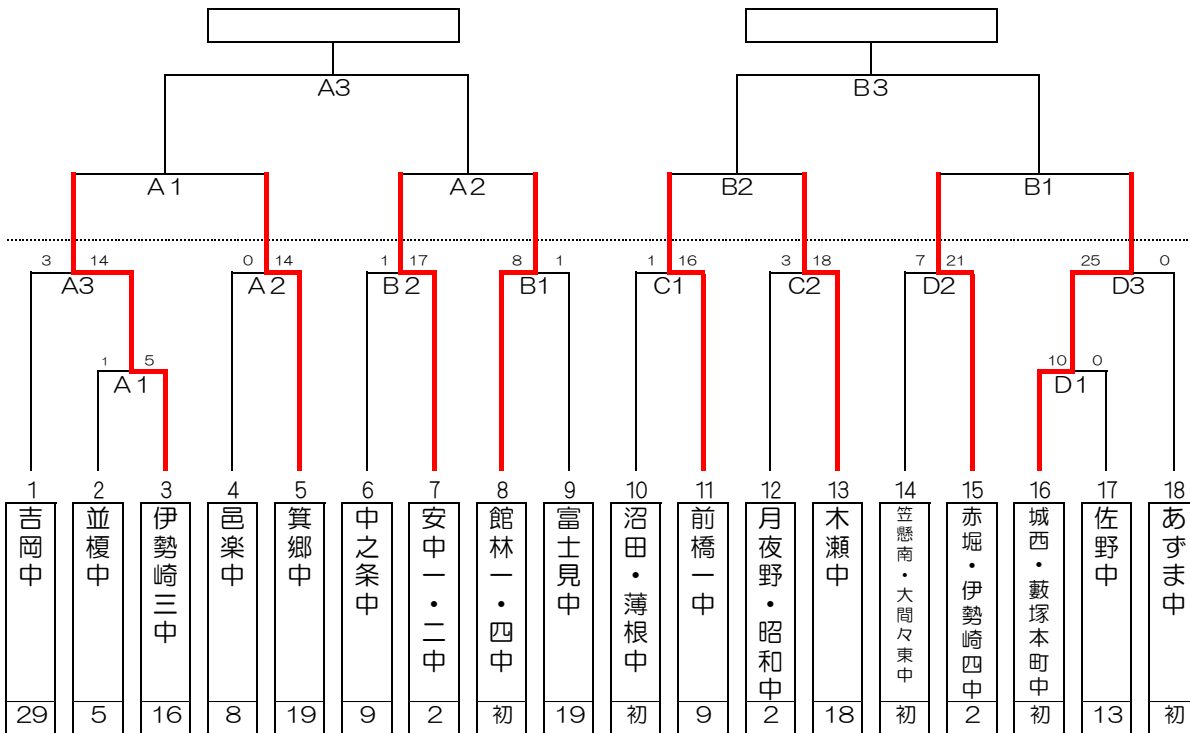 A3 B3
A1 A2 B2 B1
3 14 0 14 1 17 8 1 1 16 3 18 7 21 25 0
A3 A2 B2 B1 C1 C2 D2 D3
1 5 10 0
A1 D1
1 2 3 4 5 6 7 8 9 10 11 12 13 14 15 16 17 18
吉岡中
並榎中
伊勢崎三中
邑楽中
箕郷中
中之条中
安中一・二中
館林一・四中
富士見中
沼田・薄根中
前橋一中
月夜野・昭和中
木瀬中
笠懸南・大間々東中
赤堀・伊勢崎四中
城西・藪塚本町中
佐野中
あずま中
29 5 16 8 19 9 2 初 19 初 9 2 18 初 2 初 13 初